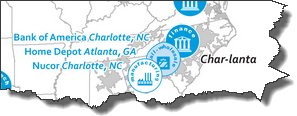 Bank of America Charlotte, NC
finance
Home Depot Atlanta, GA
Char-lanta
Nucor Charlotte, NC
manufacturing